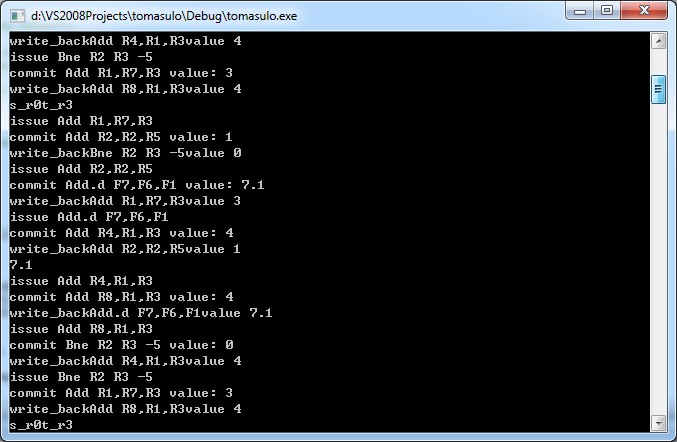 d:\VS2008Projects\tomasulo\Debug\tomasulo.exe
write_backAdd R4,R1,R3value 4
issue Bne R2 R3 -5
commit Add R1,R7,R3 value: 3
write_backAdd R8,R1,R3value 4
s_r0t_r3
issue Add R1,R7,R3
commit Add R2,R2,R5 value: 1
write_backBne R2 R3 -5value 0
issue Add R2,R2,R5
commit Add.d F7,F6,F1 value: 7.1
write_backAdd R1,R7,R3value 3
issue Add.d F7,F6,F1
commit Add R4,R1,R3 value: 4
write_backAdd R2,R2,R5value 1
7.1
issue Add R4,R1,R3
commit Add R8,R1,R3 value: 4
write_backAdd.d F7,F6,F1value 7.1
issue Add R8,R1,R3
commit Bne R2 R3 -5 value: 0
write_backAdd R4,R1,R3value 4
issue Bne R2 R3 -5
commit Add R1,R7,R3 value: 3
write_backAdd R8,R1,R3value 4
s_r0t_r3